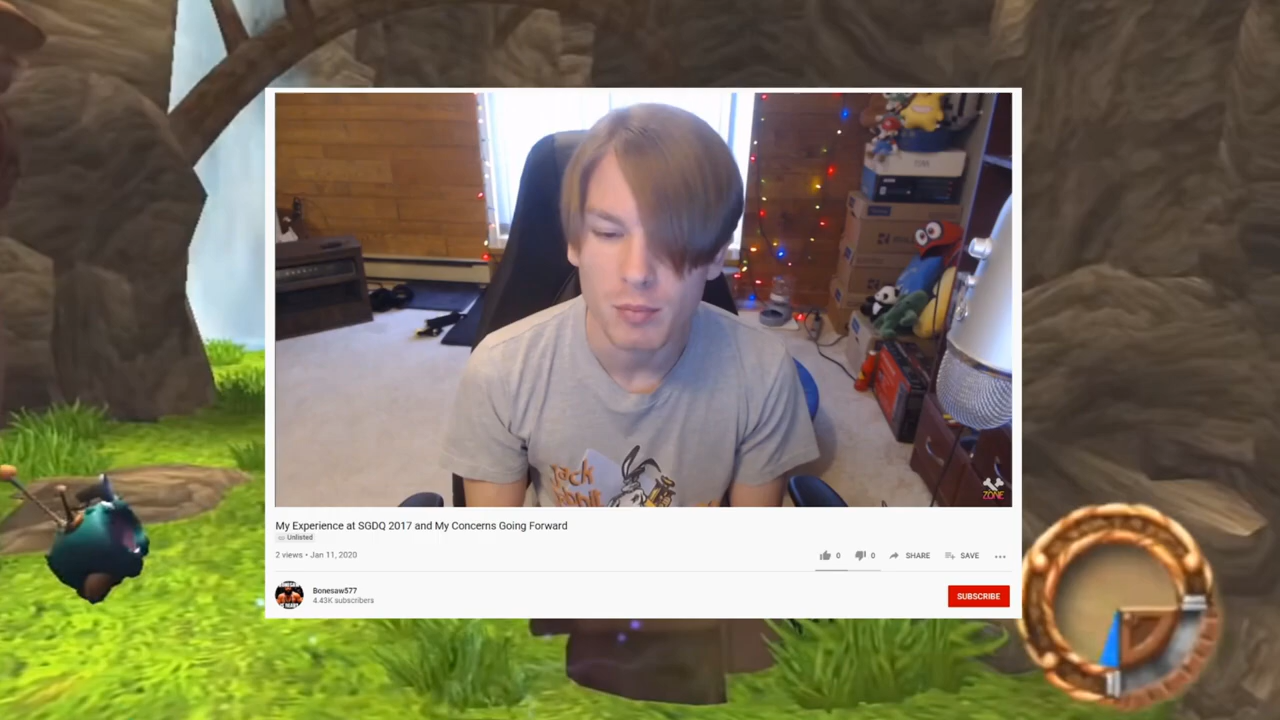 Jack
ZONE
My Experience at SGDQ 2017 and My Concerns Going Forward
Unlisted
2 views • Jan 11, 2020
0 0 SHARE SAVE
Bonesaw577
4.43K subscribers
SUBSCRIBE